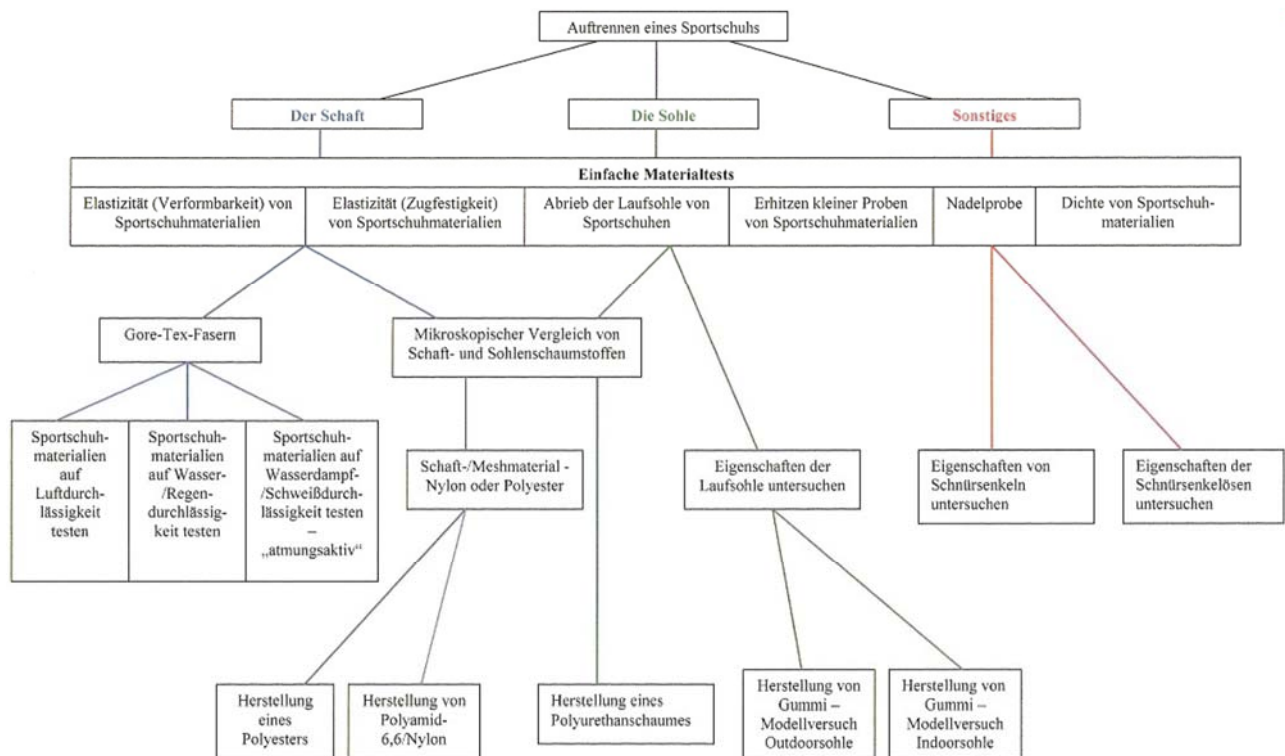 Auftrennen eines Sportschuhs
Der Schaft
Die Sohle
Sonstiges
Einfache Materialtests
Elastizität (Verformbarkeit) von
Sportschuhmaterialien
Elastizität (Zugfestigkeit)
von Sportschuhmaterialien
Abrieb der Laufsohle von
Sportschuhen
Erhitzen kleiner Proben
von Sportschuhmaterialien
Nadelprobe
Dichte von Sportschuh-
materialien
Gore-Tex-Fasern
Mikroskopischer Vergleich von
Schaft- und Sohlenschaumstoffen
Sportschuh-
materialien
auf
Luftdurch-
lässigkeit
testen
Sportschuh-
materialien
auf Wasser-
/Regen-
durchlässig-
keit testen
Sportschuh-
materialien auf
Wasserdampf-
/Schweißdurch-
lässigkeit testen
–
„atmungsaktiv“
Schaft-/Meshmaterial -
Nylon oder Polyester
Eigenschaften der
Laufsohle untersuchen
Eigenschaften von
Schnürsenkeln
untersuchen
Eigenschaften der
Schnürsenkelösen
untersuchen
Herstellung
eines
Polyesters
Herstellung von
Polyamid-
6,6/Nylon
Herstellung eines
Polyurethanschaumes
Herstellung von
Gummi –
Modellversuch
Outdoorsohle
Herstellung von
Gummi –
Modellversuch
Indoorsohle